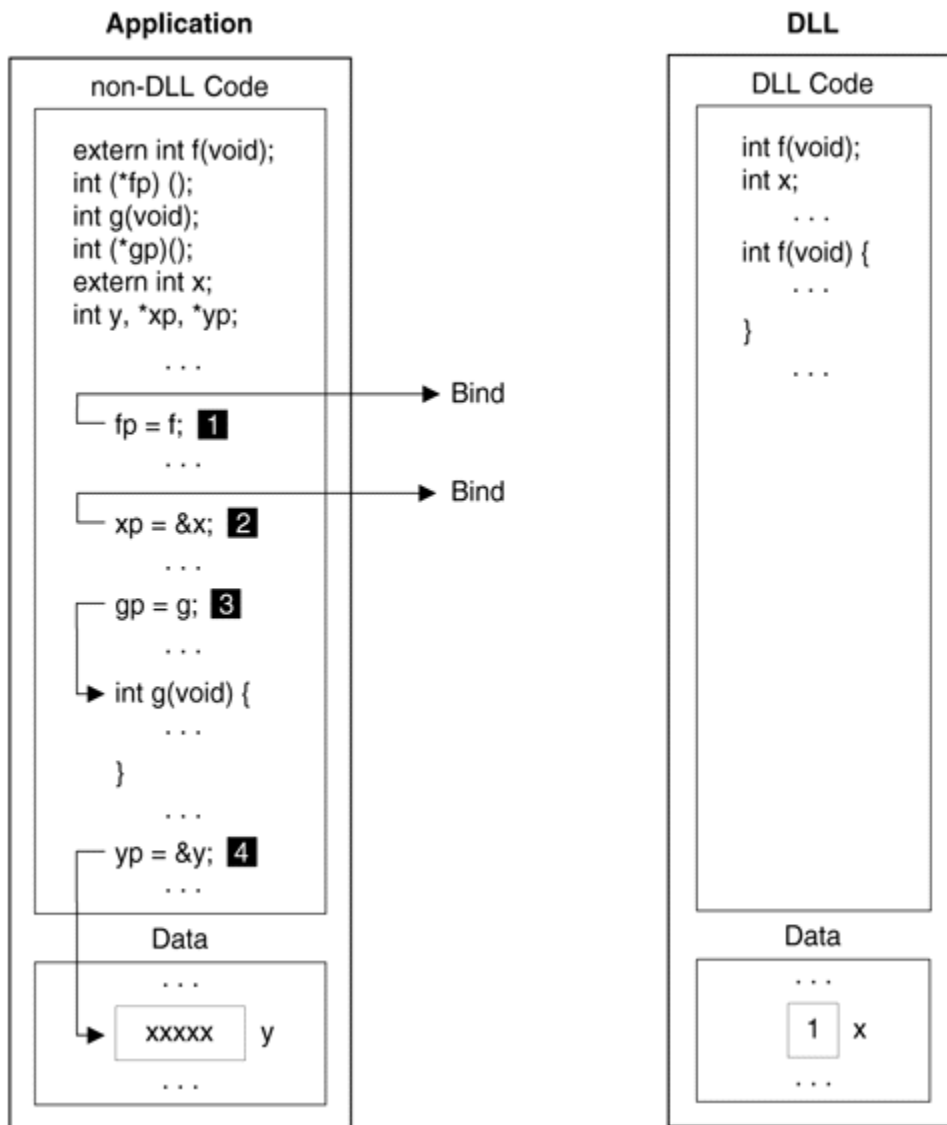 Application
non-DLL Code
extern int f(void);
int (*fp) ();
int g(void);
int (*gp)();
extern int x;
int y, *xp, *yp;
. . .
Bind
fp = f; 1
. . .
Bind
xp = &x; 2
. . .
gp = g; 3
. . .
int g(void) {
. . .
}
. . .
yp = &y; 4
. . .
Data
. . .
xxxxx y
. . .
DLL
DLL Code
int f(void);
int x;
. . .
int f(void) {
. . .
}
. . .
Data
. . .
1 x
. . .